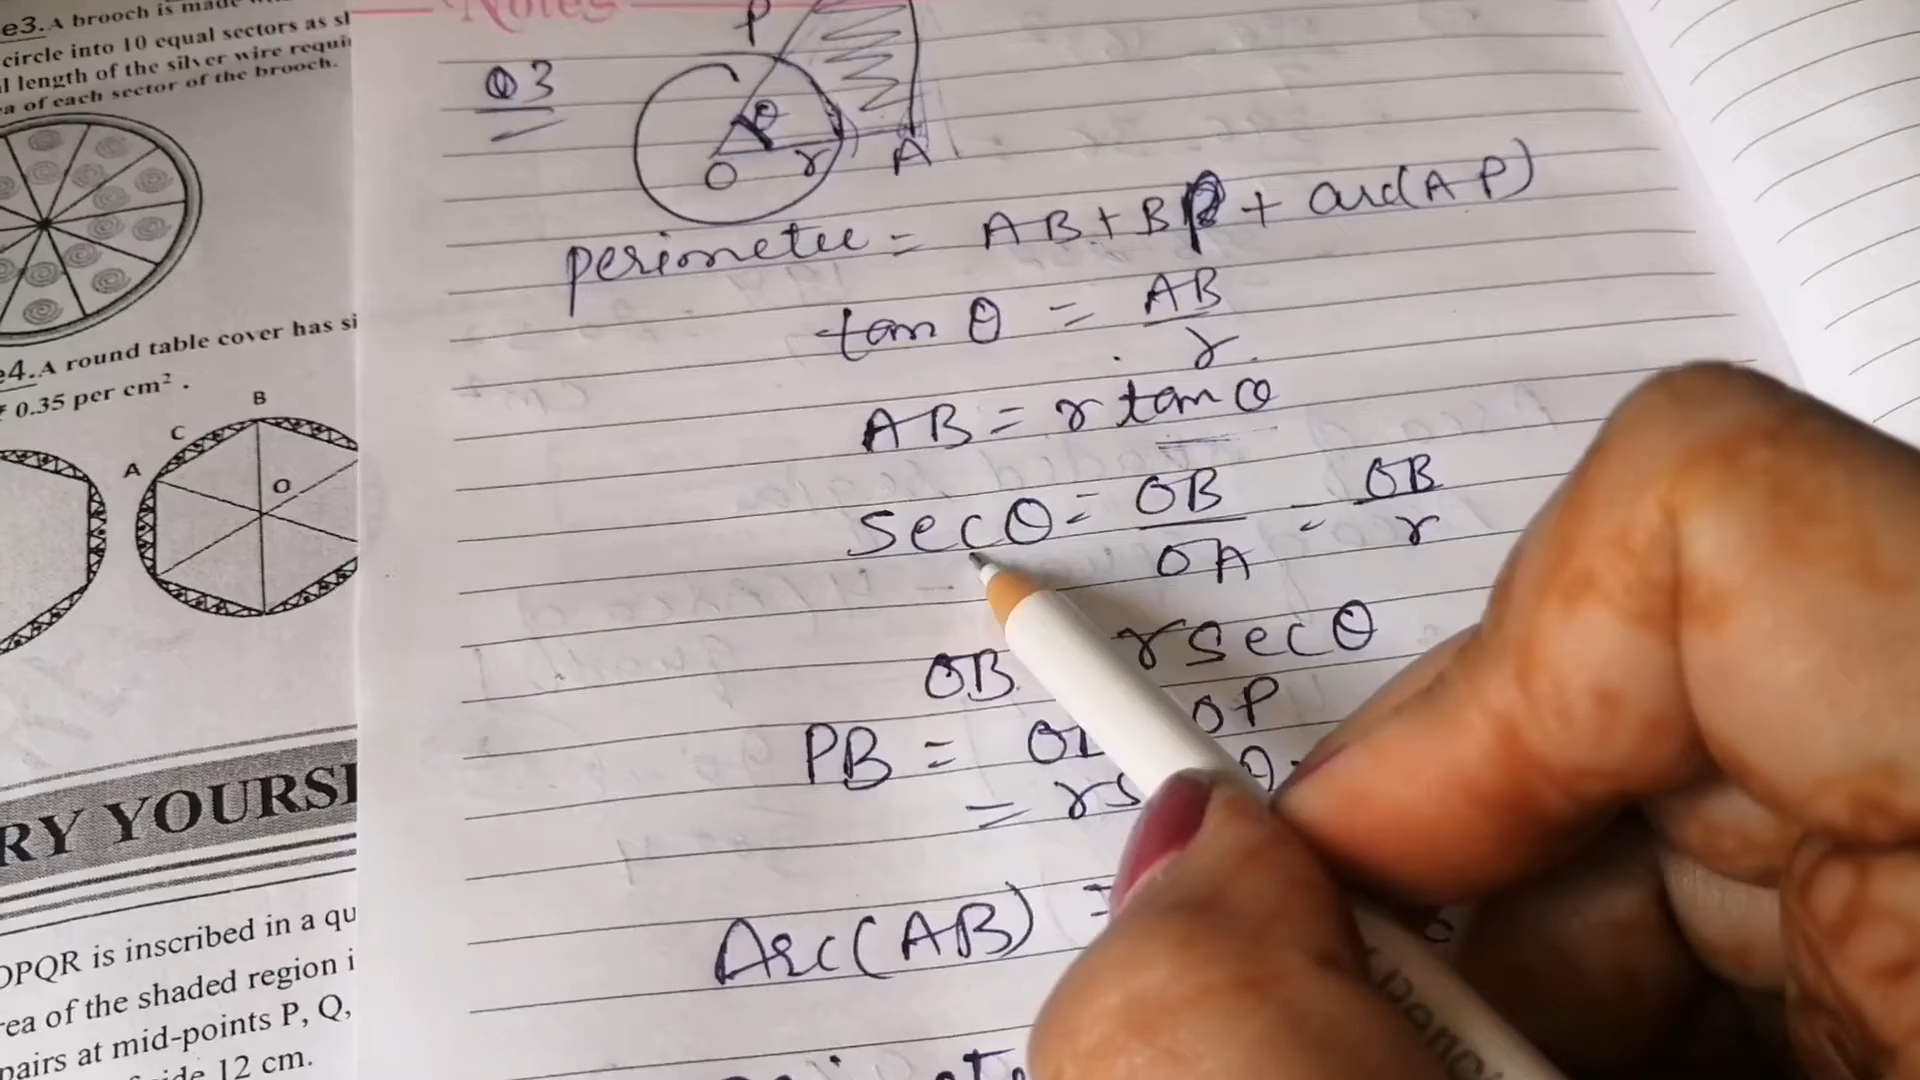 e3. A brooch is made
circle into 10 equal sectors as sl
l length of the silver wire requi
a of each sector of the brooch.
e4. A round table cover has si
₹ 0.35 per cm².
B
C
A
O
RY YOURSE
OPQR is inscribed in a qu
rea of the shaded region i
pairs at mid-points P, Q,
12 cm.
Notes
Q3
P
θ
O
r
A
perimeter = AB + BP + arc(AP)
tan θ = AB/r
AB = r tan θ
sec θ = OB/OA = OB/r
OB r sec θ
PB = OB OP
= rs θ -
Arc(AB) =